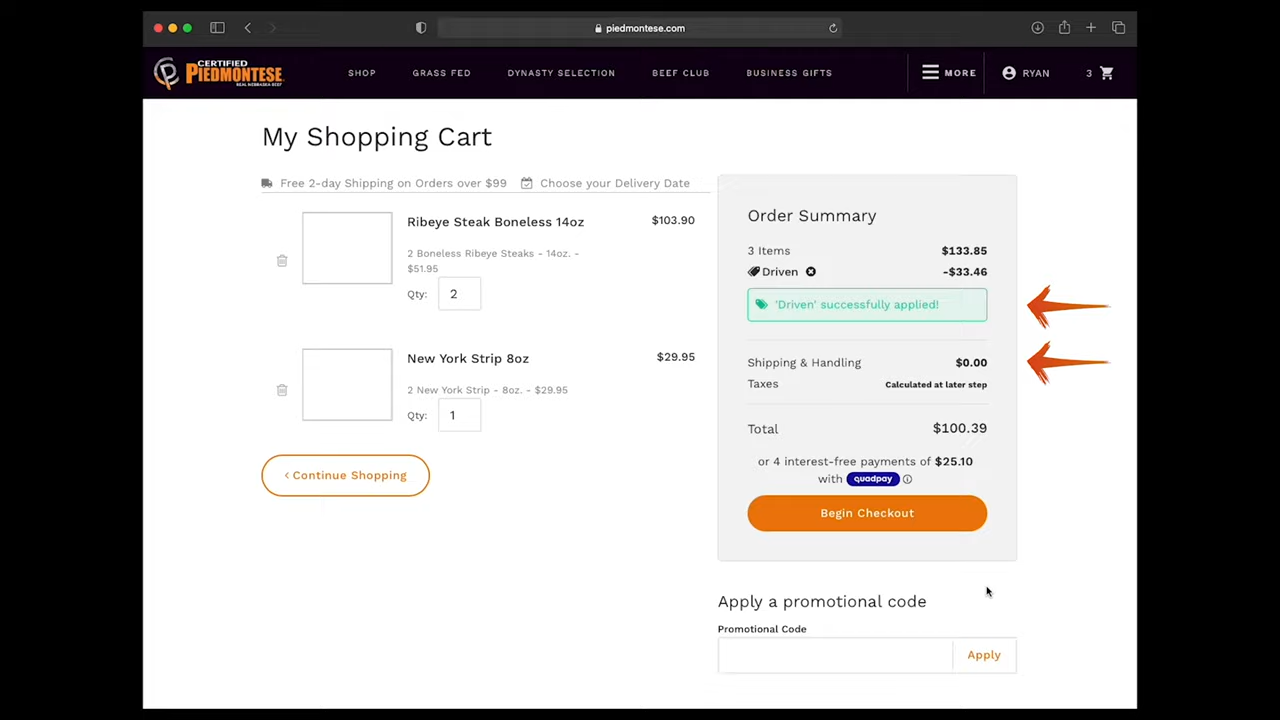 piedmontese.com
CERTIFIED
PIEDMONTESE
REAL NEBRASKA BEEF
SHOP
GRASS FED
DYNASTY SELECTION
BEEF CLUB
BUSINESS GIFTS
MORE
RYAN
3
My Shopping Cart
Free 2-day Shipping on Orders over $99
Choose your Delivery Date
Ribeye Steak Boneless 14oz
$103.90
2 Boneless Ribeye Steaks - 14oz. -
$51.95
Qty: 2
New York Strip 8oz
$29.95
2 New York Strip - 8oz. - $29.95
Qty: 1
‹ Continue Shopping
Order Summary
3 Items $133.85
Driven -$33.46
'Driven' successfully applied!
Shipping & Handling $0.00
Taxes Calculated at later step
Total $100.39
or 4 interest-free payments of $25.10
with quadpay
Begin Checkout
Apply a promotional code
Promotional Code
Apply